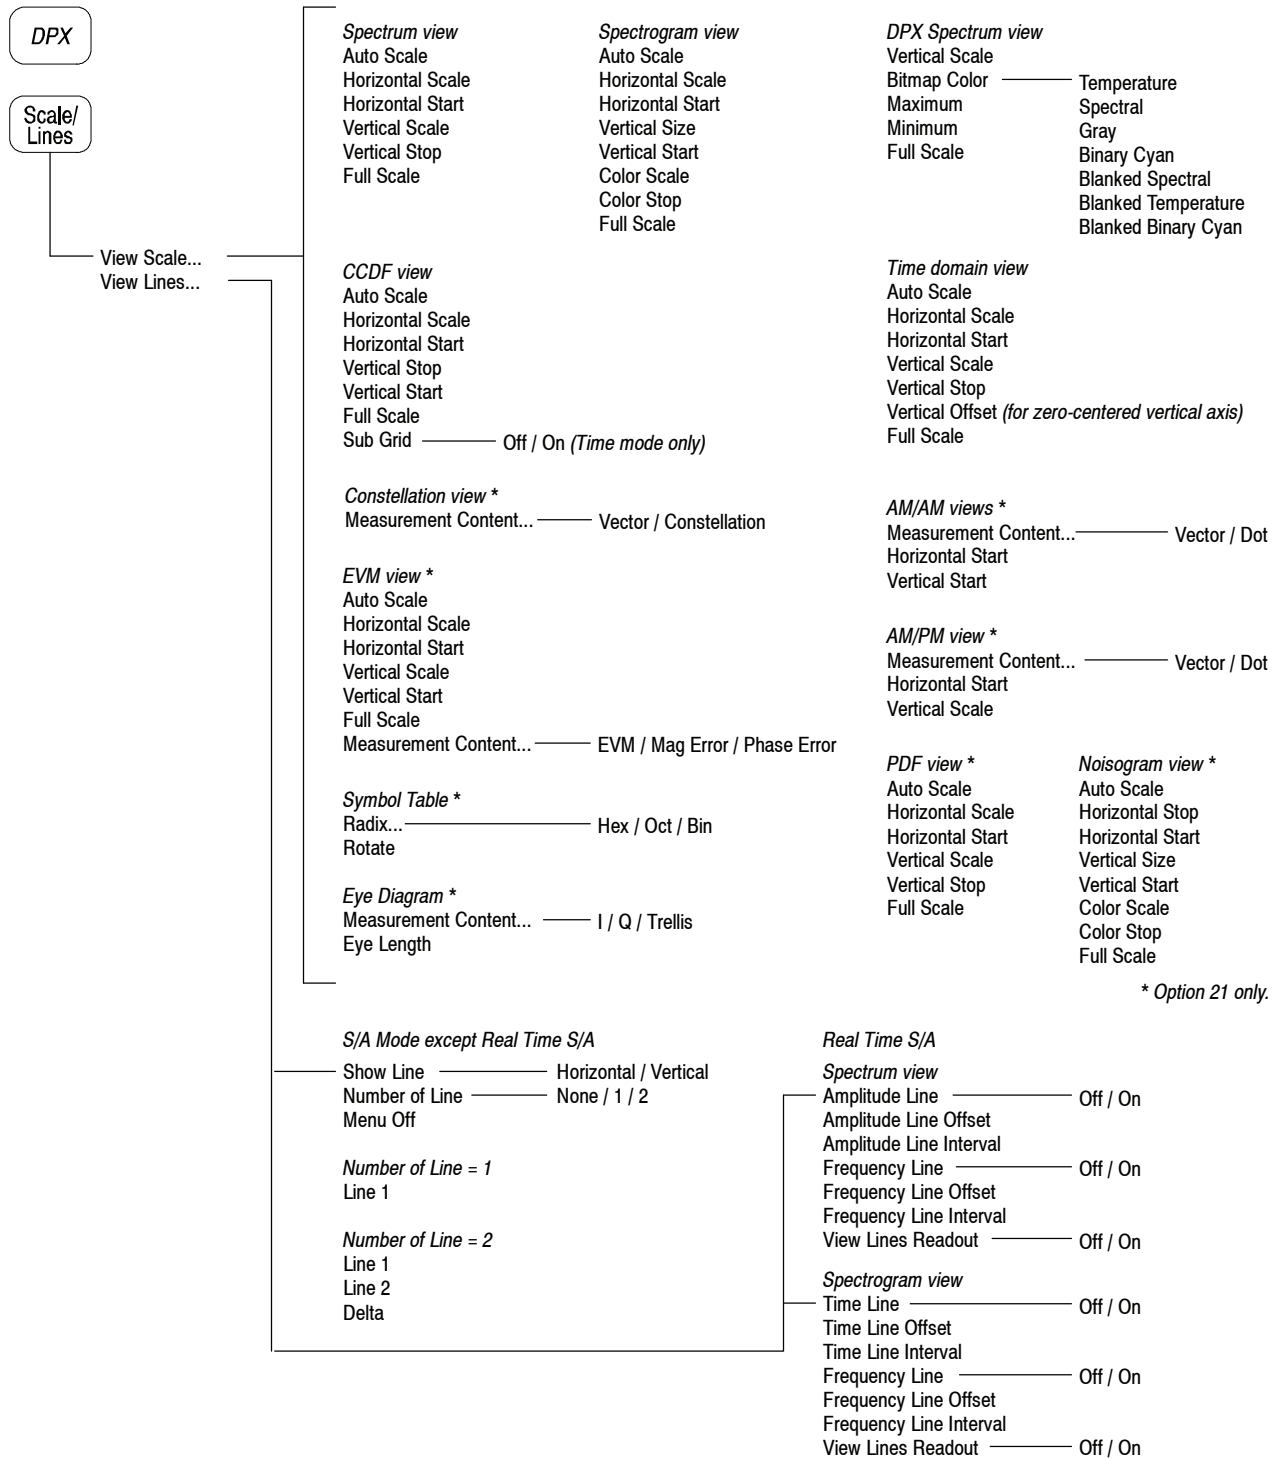 DPX
Scale/
Lines
View Scale...
View Lines...
Spectrum view
Auto Scale
Horizontal Scale
Horizontal Start
Vertical Scale
Vertical Stop
Full Scale
Spectrogram view
Auto Scale
Horizontal Scale
Horizontal Start
Vertical Size
Vertical Start
Color Scale
Color Stop
Full Scale
DPX Spectrum view
Vertical Scale
Bitmap Color
Maximum
Minimum
Full Scale
Temperature
Spectral
Gray
Binary Cyan
Blanked Spectral
Blanked Temperature
Blanked Binary Cyan
CCDF view
Auto Scale
Horizontal Scale
Horizontal Start
Vertical Stop
Vertical Start
Full Scale
Sub Grid Off / On (Time mode only)
Time domain view
Auto Scale
Horizontal Scale
Horizontal Start
Vertical Scale
Vertical Stop
Vertical Offset (for zero-centered vertical axis)
Full Scale
Constellation view *
Measurement Content... Vector / Constellation
AM/AM views *
Measurement Content... Vector / Dot
Horizontal Start
Vertical Start
EVM view *
Auto Scale
Horizontal Scale
Horizontal Start
Vertical Scale
Vertical Start
Full Scale
Measurement Content... EVM / Mag Error / Phase Error
AM/PM view *
Measurement Content... Vector / Dot
Horizontal Start
Vertical Scale
Symbol Table *
Radix... Hex / Oct / Bin
Rotate
Eye Diagram *
Measurement Content... I / Q / Trellis
Eye Length
PDF view *
Auto Scale
Horizontal Scale
Horizontal Start
Vertical Scale
Vertical Stop
Full Scale
Noisogram view *
Auto Scale
Horizontal Stop
Horizontal Start
Vertical Size
Vertical Start
Color Scale
Color Stop
Full Scale
* Option 21 only.
S/A Mode except Real Time S/A
Show Line Horizontal / Vertical
Number of Line None / 1 / 2
Menu Off
Number of Line = 1
Line 1
Number of Line = 2
Line 1
Line 2
Delta
Real Time S/A
Spectrum view
Amplitude Line Off / On
Amplitude Line Offset
Amplitude Line Interval
Frequency Line Off / On
Frequency Line Offset
Frequency Line Interval
View Lines Readout Off / On
Spectrogram view
Time Line Off / On
Time Line Offset
Time Line Interval
Frequency Line Off / On
Frequency Line Offset
Frequency Line Interval
View Lines Readout Off / On